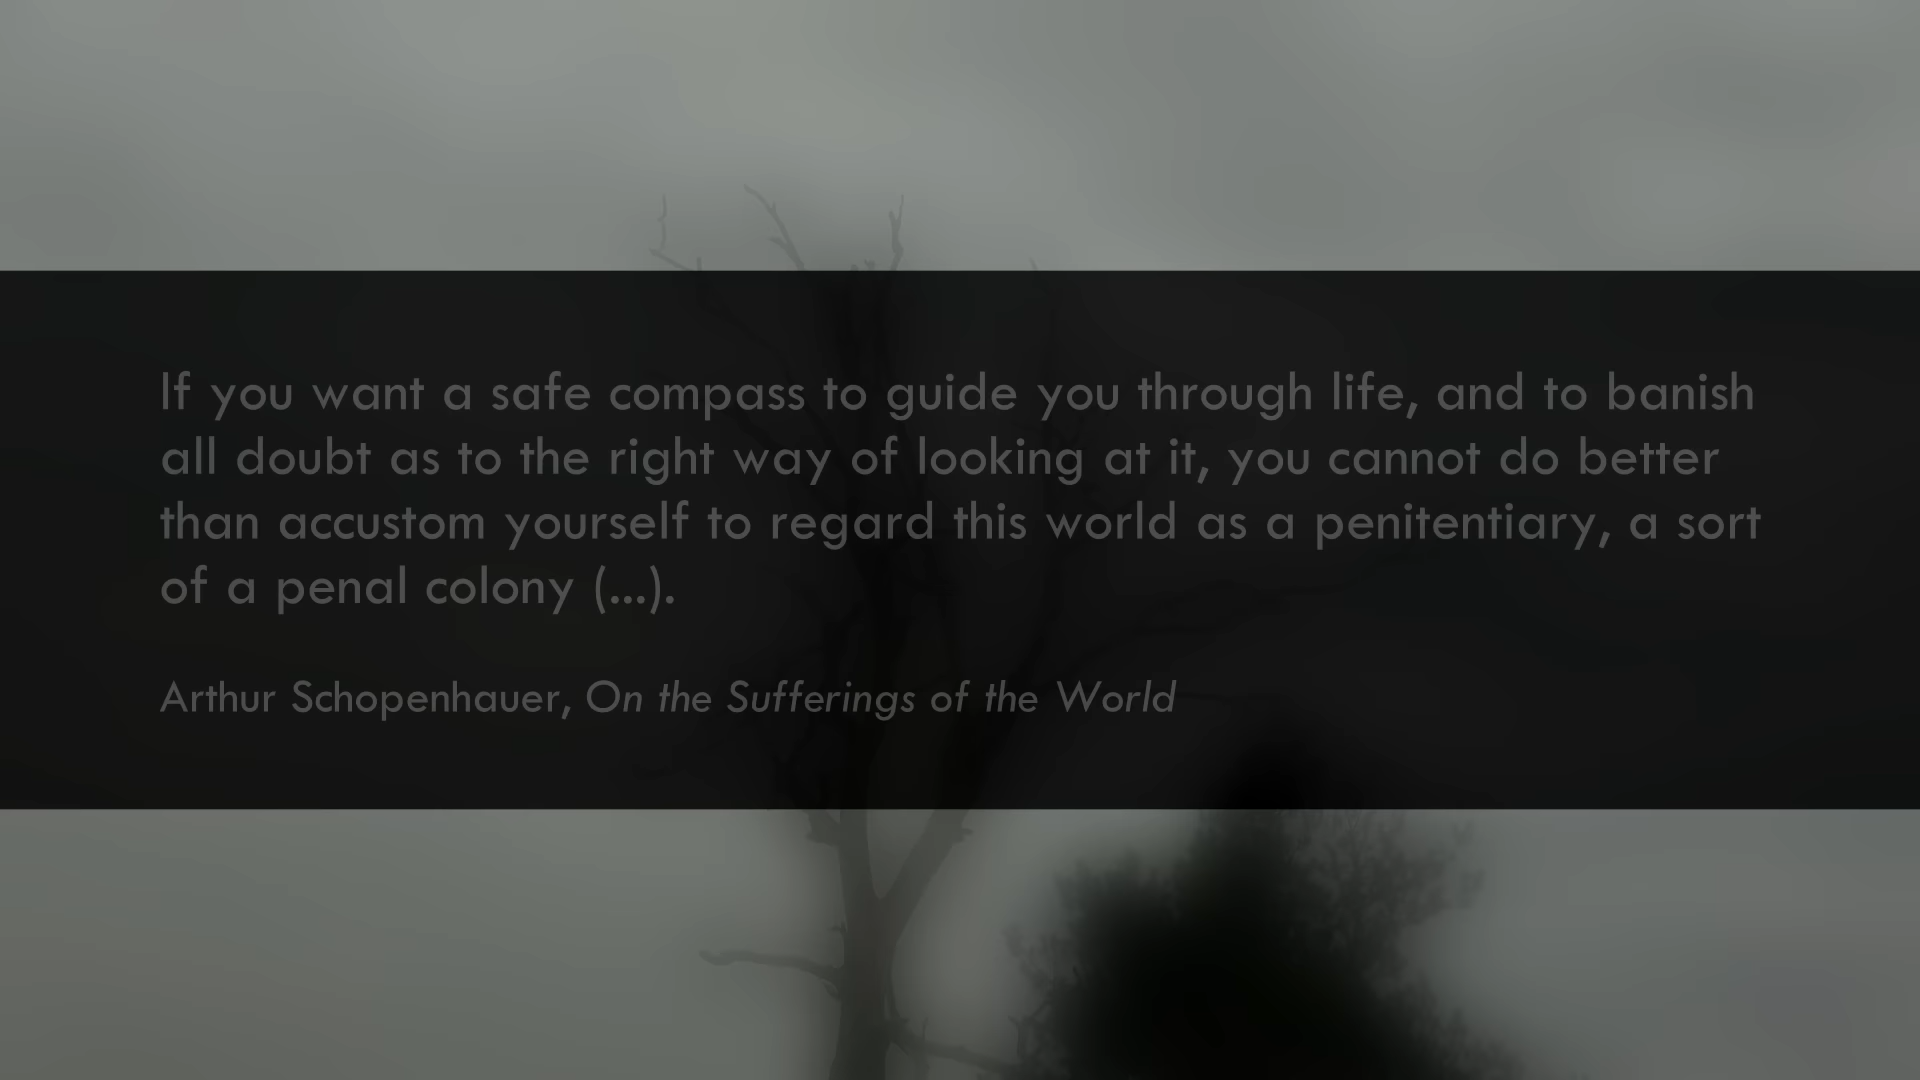 If you want a safe compass to guide you through life, and to banish
all doubt as to the right way of looking at it, you cannot do better
than accustom yourself to regard this world as a penitentiary, a sort
of a penal colony (...).
Arthur Schopenhauer, On the Sufferings of the World